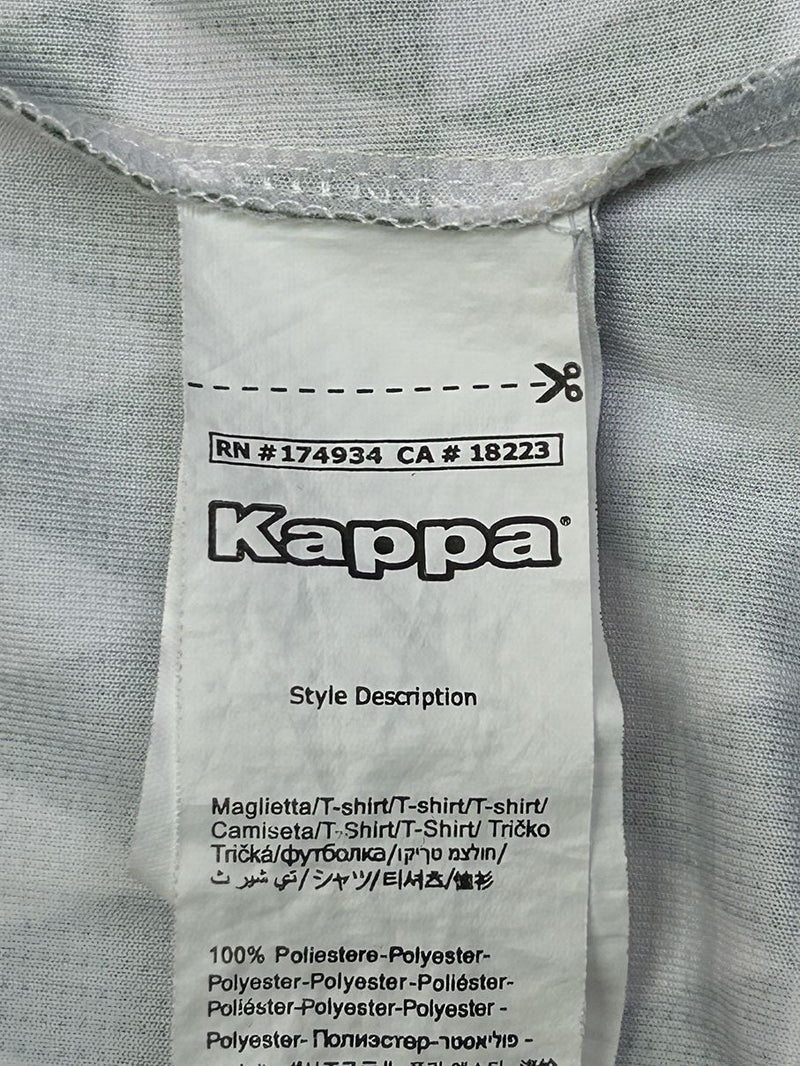 RN #174934 CA # 18223
Kappa®
Style Description
Maglietta/T-shirt/T-shirt/T-shirt/
Camiseta/T-Shirt/T-Shirt/ Tričko
Tričká/футболка/חולצמ טריקו/
تي شير ث/シャツ/티셔츠/恤衫
100% Poliestere-Polyester-
Polyester-Polyester-Poliéster-
Poliéster-Polyester-Polyester -
Polyester- Полиэстер-פוליאסטר -